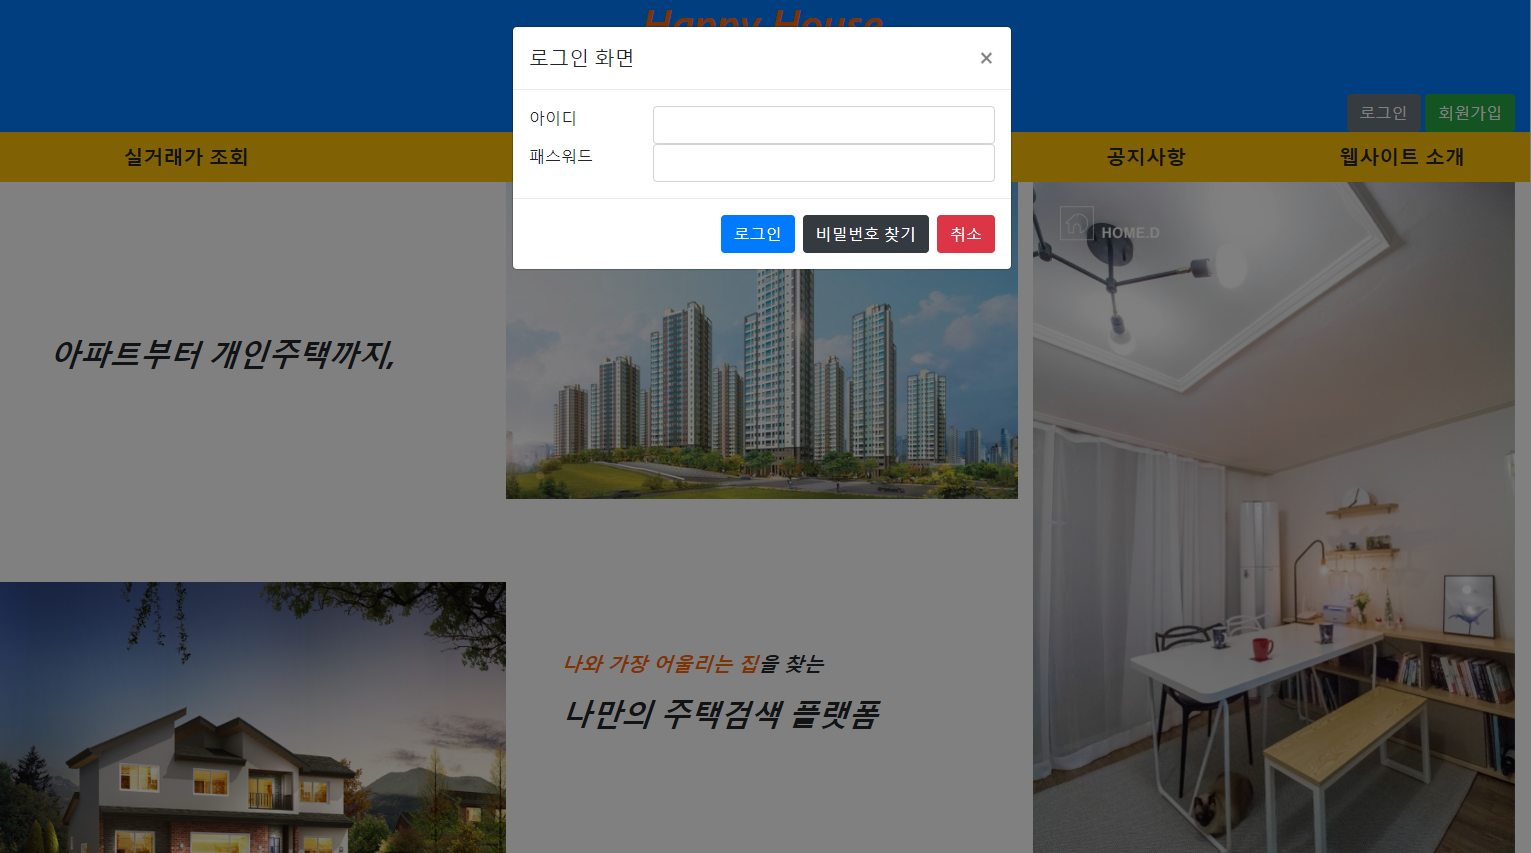 Happy House
로그인 화면
×
아이디
패스워드
로그인 비밀번호 찾기 취소
로그인 회원가입
실거래가 조회 공지사항 웹사이트 소개
HOME.D
아파트부터 개인주택까지,
나와 가장 어울리는 집을 찾는
나만의 주택검색 플랫폼